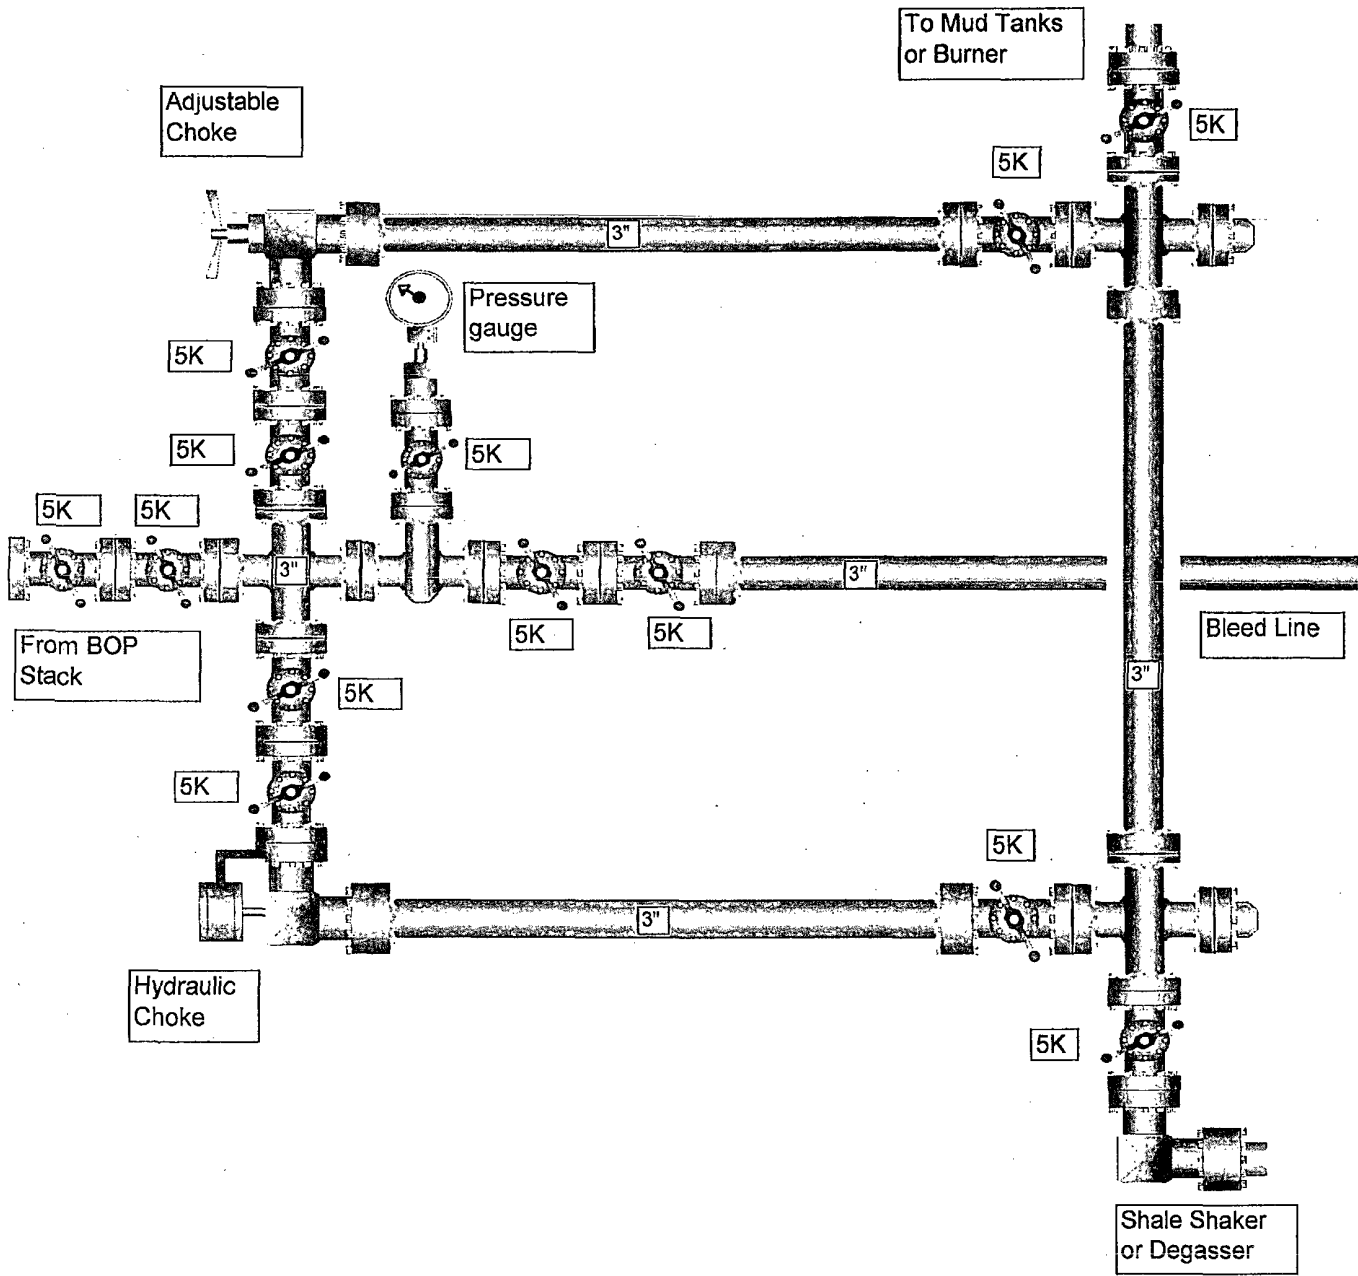 To Mud Tanks
or Burner
Adjustable
Choke
5K
5K
3"
Pressure
gauge
5K
5K
5K
5K
5K
3"
3"
5K
5K
From BOP
Stack
Bleed Line
3"
5K
5K
5K
3"
Hydraulic
Choke
5K
Shale Shaker
or Degasser